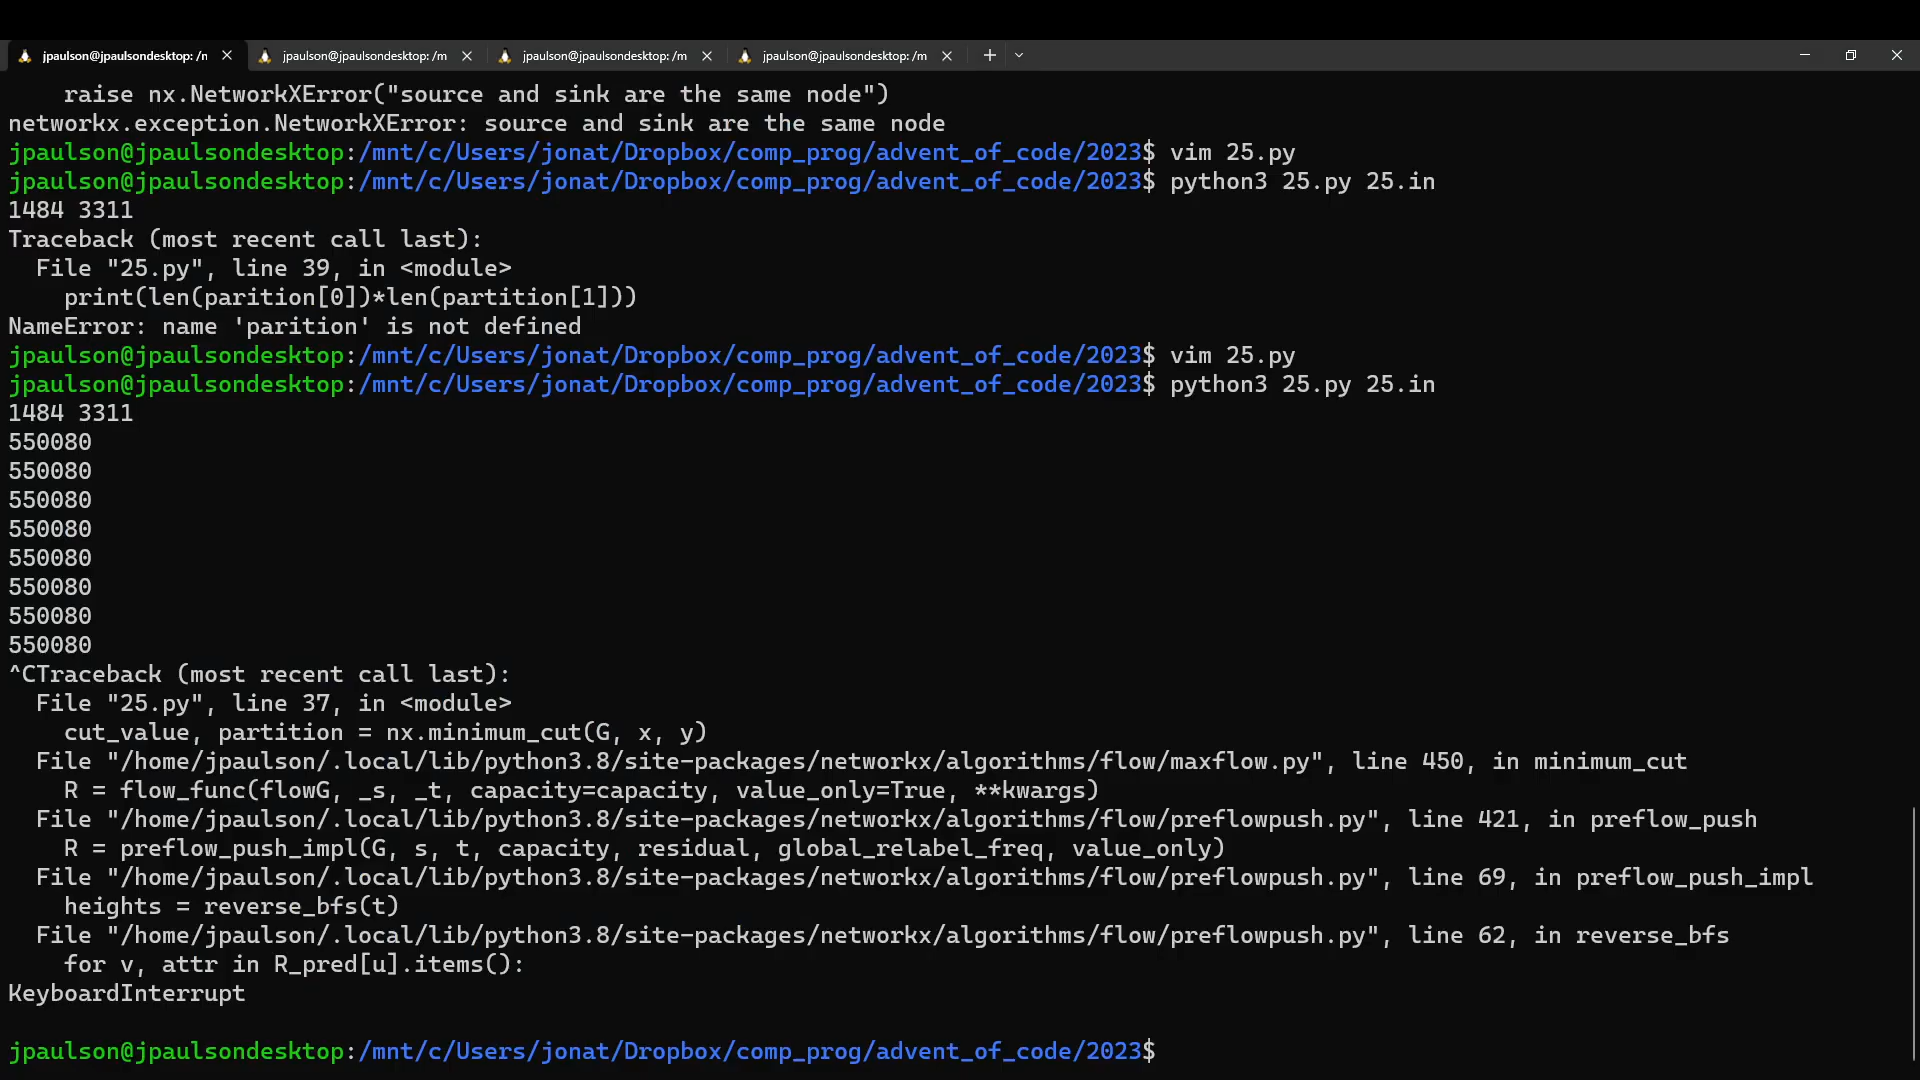 jpaulson@jpaulsondesktop: /m
jpaulson@jpaulsondesktop: /m
jpaulson@jpaulsondesktop: /m
jpaulson@jpaulsondesktop: /m
    raise nx.NetworkXError("source and sink are the same node")
networkx.exception.NetworkXError: source and sink are the same node
jpaulson@jpaulsondesktop:/mnt/c/Users/jonat/Dropbox/comp_prog/advent_of_code/2023$ vim 25.py
jpaulson@jpaulsondesktop:/mnt/c/Users/jonat/Dropbox/comp_prog/advent_of_code/2023$ python3 25.py 25.in
1484 3311
Traceback (most recent call last):
  File "25.py", line 39, in <module>
    print(len(parition[0])*len(partition[1]))
NameError: name 'parition' is not defined
jpaulson@jpaulsondesktop:/mnt/c/Users/jonat/Dropbox/comp_prog/advent_of_code/2023$ vim 25.py
jpaulson@jpaulsondesktop:/mnt/c/Users/jonat/Dropbox/comp_prog/advent_of_code/2023$ python3 25.py 25.in
1484 3311
550080
550080
550080
550080
550080
550080
550080
550080
^CTraceback (most recent call last):
  File "25.py", line 37, in <module>
    cut_value, partition = nx.minimum_cut(G, x, y)
  File "/home/jpaulson/.local/lib/python3.8/site-packages/networkx/algorithms/flow/maxflow.py", line 450, in minimum_cut
    R = flow_func(flowG, _s, _t, capacity=capacity, value_only=True, **kwargs)
  File "/home/jpaulson/.local/lib/python3.8/site-packages/networkx/algorithms/flow/preflowpush.py", line 421, in preflow_push
    R = preflow_push_impl(G, s, t, capacity, residual, global_relabel_freq, value_only)
  File "/home/jpaulson/.local/lib/python3.8/site-packages/networkx/algorithms/flow/preflowpush.py", line 69, in preflow_push_impl
    heights = reverse_bfs(t)
  File "/home/jpaulson/.local/lib/python3.8/site-packages/networkx/algorithms/flow/preflowpush.py", line 62, in reverse_bfs
    for v, attr in R_pred[u].items():
KeyboardInterrupt
jpaulson@jpaulsondesktop:/mnt/c/Users/jonat/Dropbox/comp_prog/advent_of_code/2023$